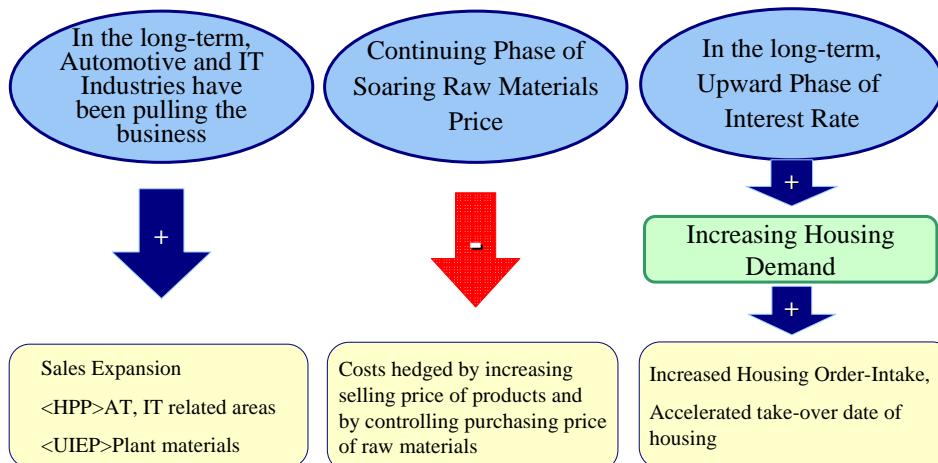 In the long-term,
Automotive and IT
Industries have
been pulling the
business
+
Sales Expansion
<HPP>AT, IT related areas
<UIEP>Plant materials
Continuing Phase of
Soaring Raw Materials
Price
-
Costs hedged by increasing
selling price of products and
by controlling purchasing price
of raw materials
In the long-term,
Upward Phase of
Interest Rate
+
Increasing Housing
Demand
+
Increased Housing Order-Intake,
Accelerated take-over date of
housing